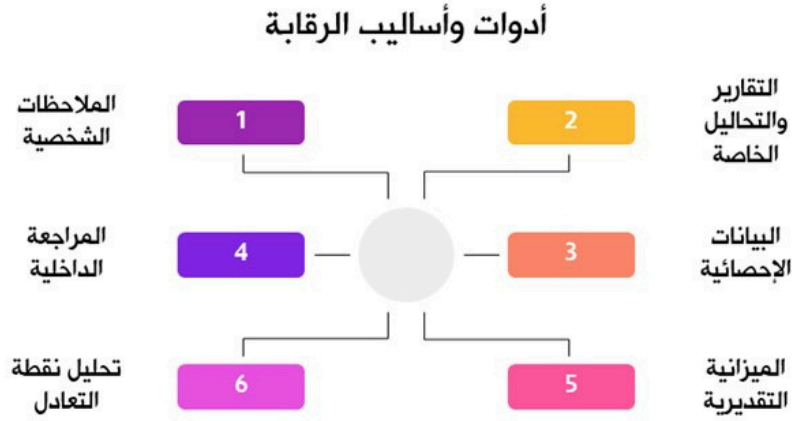 أدوات وأساليب الرقابة
1
الملاحظات
الشخصية
2
التقارير
والتحاليل
الخاصة
3
البيانات
الإحصائية
4
المراجعة
الداخلية
5
الميزانية
التقديرية
6
تحليل نقطة
التعادل